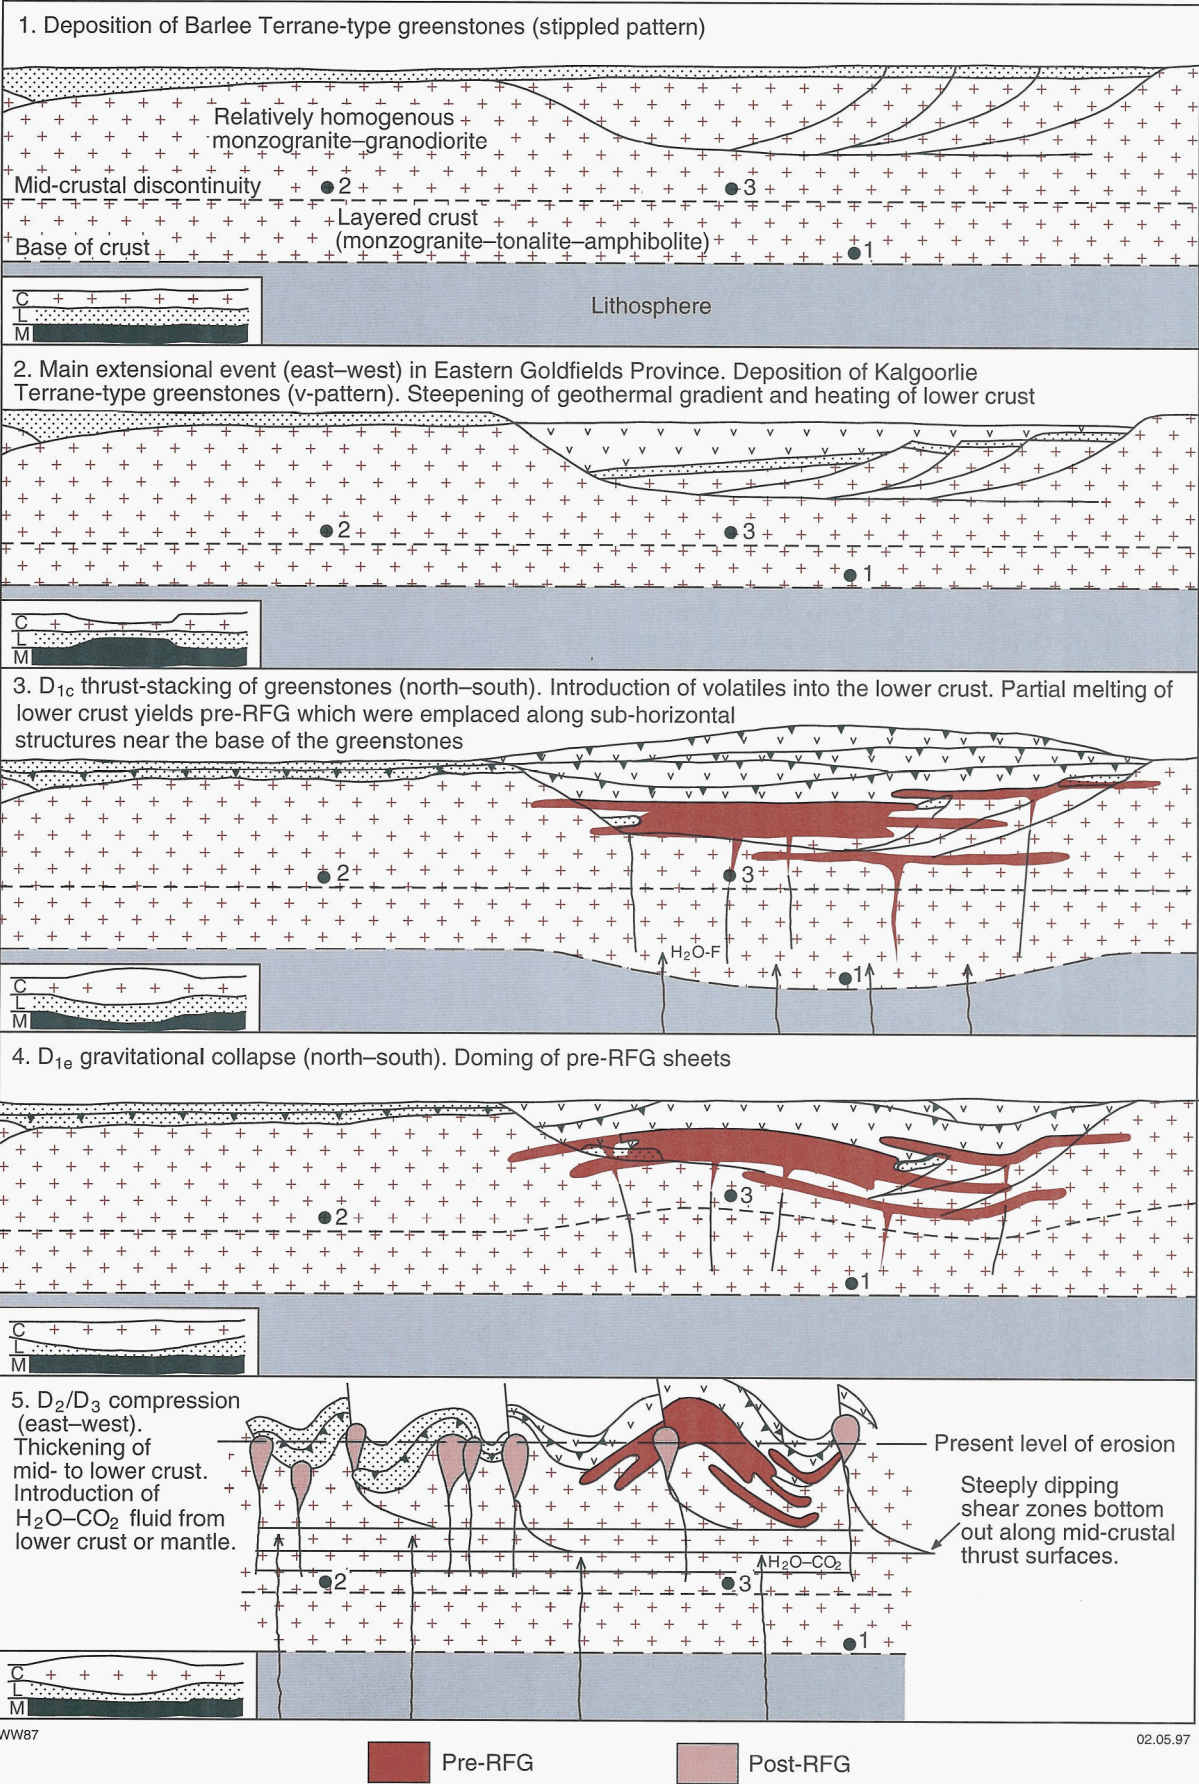 1. Deposition of Barlee Terrane-type greenstones (stippled pattern)
Relatively homogenous
monzogranite–granodiorite
Mid-crustal discontinuity
2
3
Layered crust
(monzogranite–tonalite–amphibolite)
Base of crust
1
Lithosphere
C
L
M
2. Main extensional event (east–west) in Eastern Goldfields Province. Deposition of Kalgoorlie
Terrane-type greenstones (v-pattern). Steepening of geothermal gradient and heating of lower crust
2
3
1
C
L
M
3. D1c thrust-stacking of greenstones (north–south). Introduction of volatiles into the lower crust. Partial melting of
lower crust yields pre-RFG which were emplaced along sub-horizontal
structures near the base of the greenstones
2
3
H2O-F
1
C
L
M
4. D1e gravitational collapse (north–south). Doming of pre-RFG sheets
3
2
1
C
L
M
5. D2/D3 compression
(east–west).
Thickening of
mid- to lower crust.
Introduction of
H2O–CO2 fluid from
lower crust or mantle.
Present level of erosion
Steeply dipping
shear zones bottom
out along mid-crustal
thrust surfaces.
H2O–CO2
2
3
1
C
L
M
WW87
02.05.97
Pre-RFG
Post-RFG